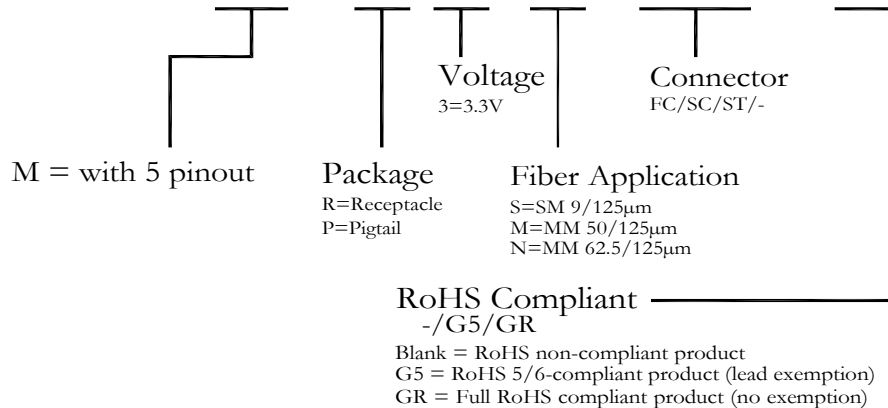 Voltage
3=3.3V
Connector
FC/SC/ST/-
M = with 5 pinout
Package
R=Receptacle
P=Pigtail
Fiber Application
S=SM 9/125µm
M=MM 50/125µm
N=MM 62.5/125µm
RoHS Compliant
-/G5/GR
Blank = RoHS non-compliant product
G5 = RoHS 5/6-compliant product (lead exemption)
GR = Full RoHS compliant product (no exemption)